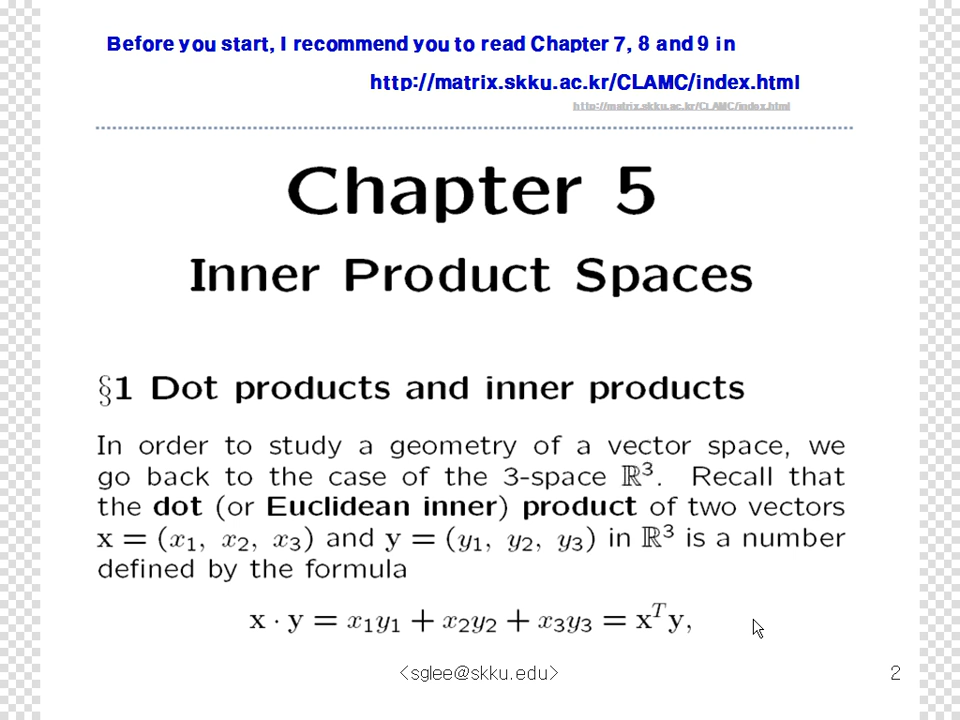 Before you start, I recommend you to read Chapter 7, 8 and 9 in
http://matrix.skku.ac.kr/CLAMC/index.html
http://matrix.skku.ac.kr/CLAMC/index.html
Chapter 5
Inner Product Spaces
§1 Dot products and inner products
In order to study a geometry of a vector space, we
go back to the case of the 3-space ℝ³. Recall that
the dot (or Euclidean inner) product of two vectors
x = (x₁, x₂, x₃) and y = (y₁, y₂, y₃) in ℝ³ is a number
defined by the formula
x · y = x₁y₁ + x₂y₂ + x₃y₃ = xᵀy,
<sglee@skku.edu>
2